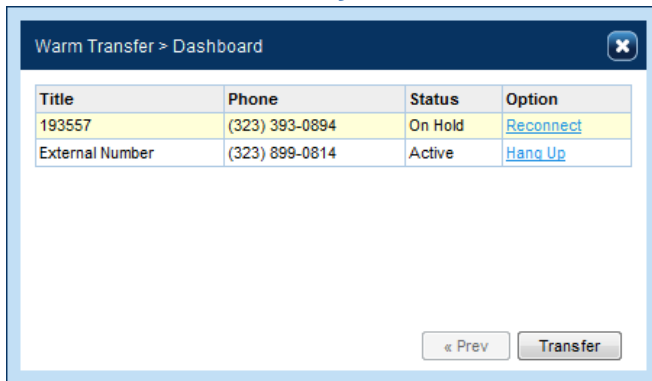 Warm Transfer > Dashboard
Title Phone Status Option
193557 (323) 393-0894 On Hold Reconnect
External Number (323) 899-0814 Active Hang Up
« Prev Transfer